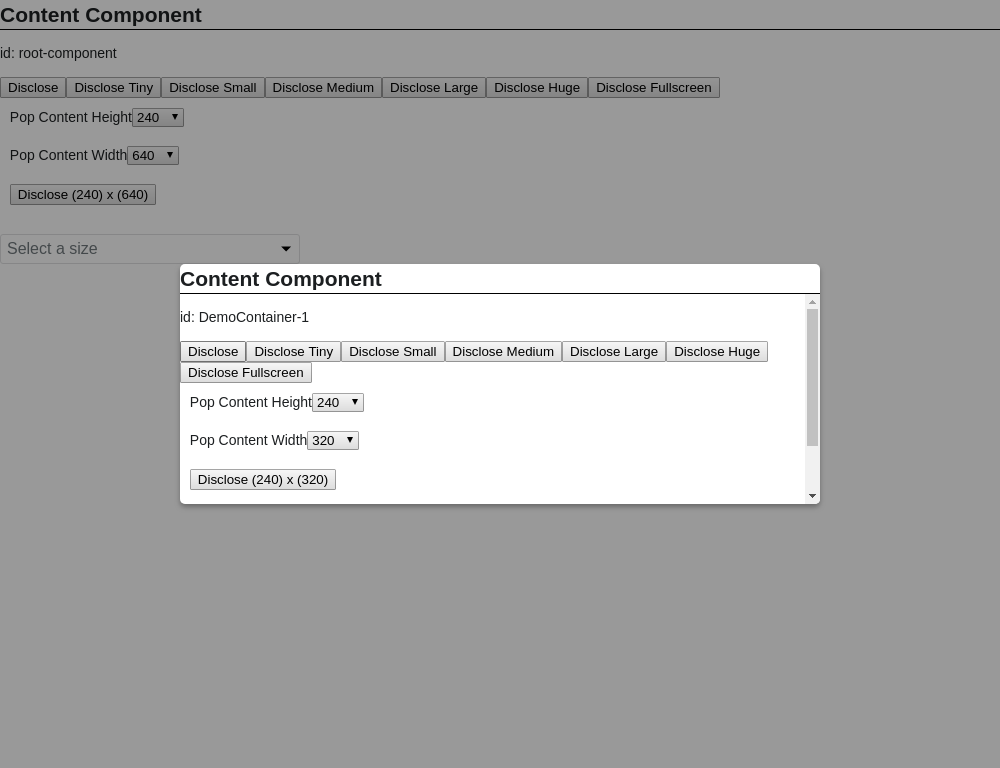 Content Component
id: root-component
Disclose Disclose Tiny Disclose Small Disclose Medium Disclose Large Disclose Huge Disclose Fullscreen
Pop Content Height 240
Pop Content Width 640
Disclose (240) x (640)
Select a size
Content Component
id: DemoContainer-1
Disclose Disclose Tiny Disclose Small Disclose Medium Disclose Large Disclose Huge
Disclose Fullscreen
Pop Content Height 240
Pop Content Width 320
Disclose (240) x (320)